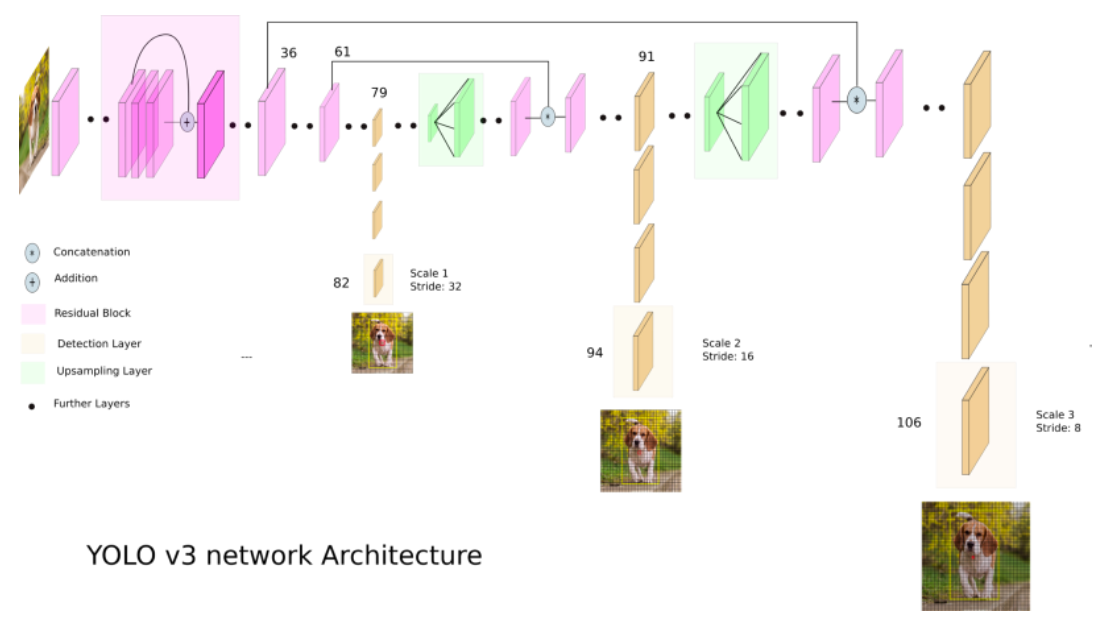 36
61
91
79
Concatenation
Addition
Residual Block
Detection Layer
Upsampling Layer
Further Layers
82
Scale 1
Stride: 32
94
Scale 2
Stride: 16
106
Scale 3
Stride: 8
YOLO v3 network Architecture